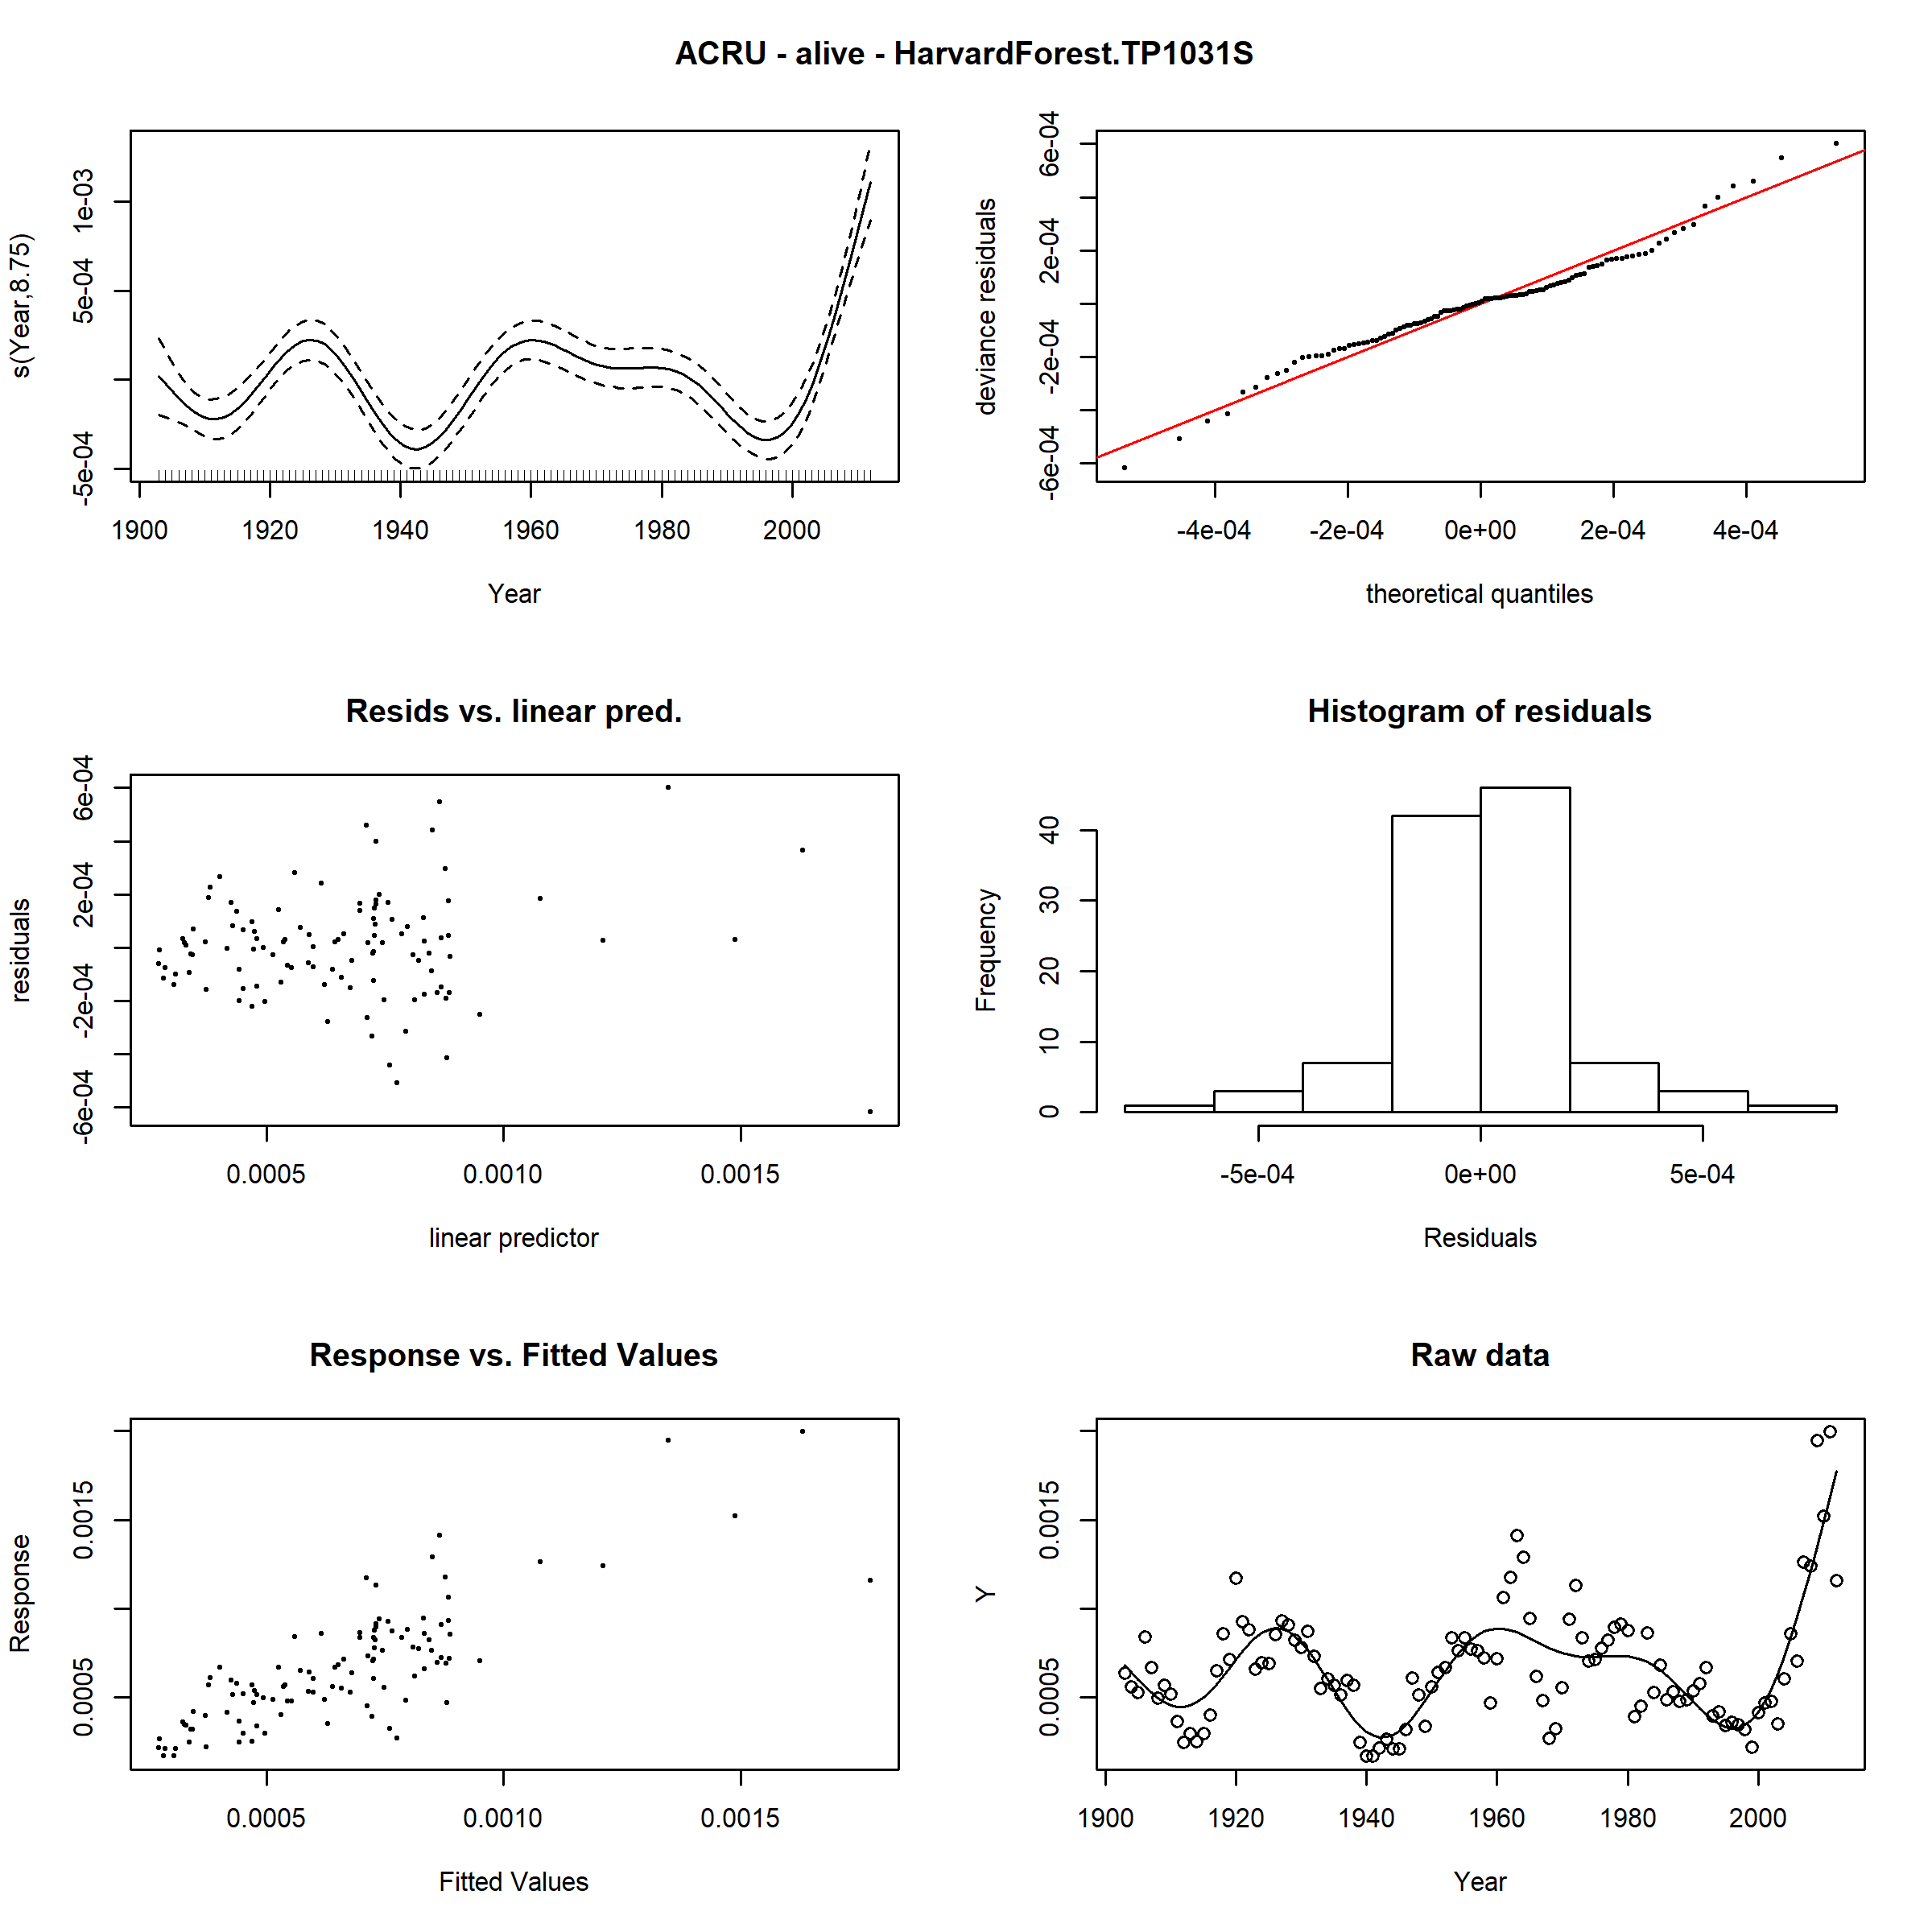 ACRU - alive - HarvardForest.TP1031S
s(Year,8.75)
-5e-04 5e-04 1e-03
1900 1920 1940 1960 1980 2000
Year
deviance residuals
-6e-04 -2e-04 2e-04 6e-04
-4e-04 -2e-04 0e+00 2e-04 4e-04
theoretical quantiles
Resids vs. linear pred.
residuals
-6e-04 -2e-04 2e-04 6e-04
0.0005 0.0010 0.0015
linear predictor
Histogram of residuals
Frequency
0 10 20 30 40
-5e-04 0e+00 5e-04
Residuals
Response vs. Fitted Values
Response
0.0005 0.0015
0.0005 0.0010 0.0015
Fitted Values
Raw data
Y
0.0005 0.0015
1900 1920 1940 1960 1980 2000
Year